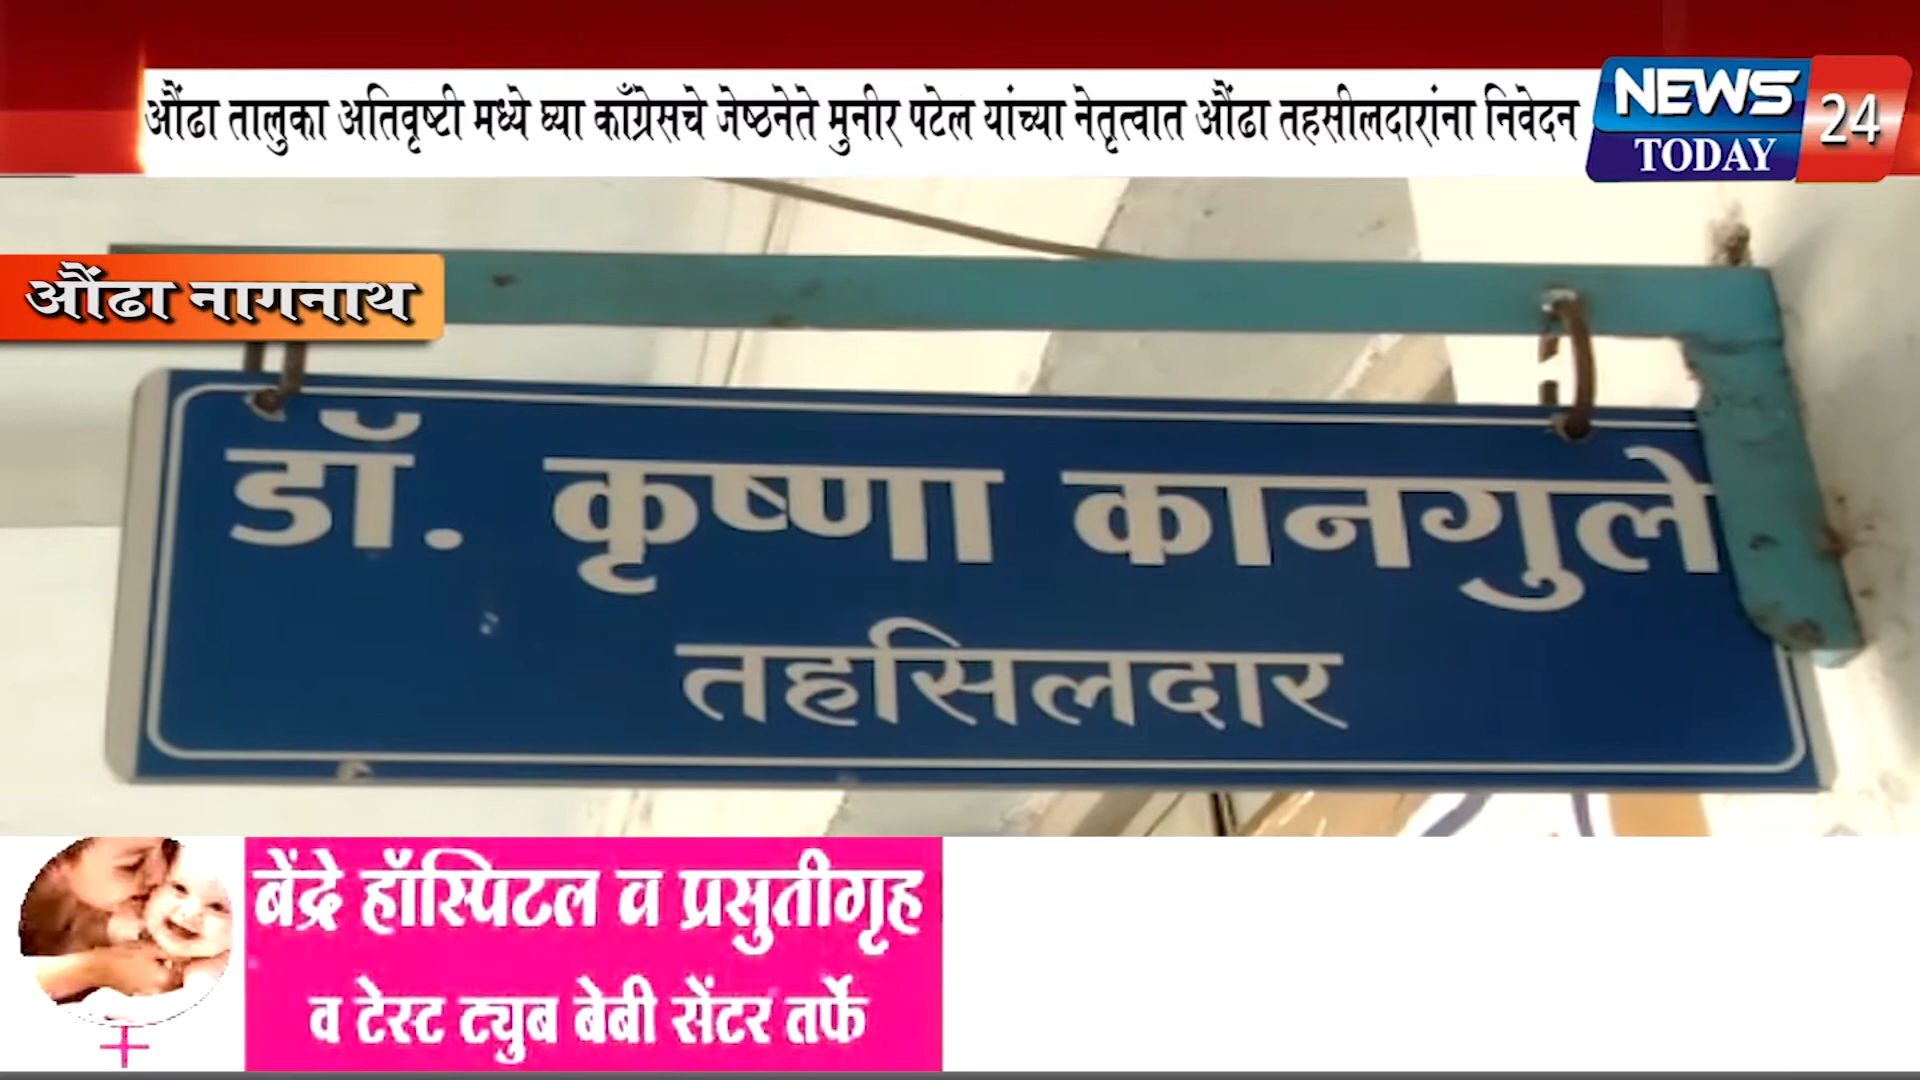 औंढा तालुका अतिवृष्टी मध्ये घ्या काँग्रेसचे जेष्ठनेते मुनीर पटेल यांच्या नेतृत्वात औंढा तहसीलदारांना निवेदन
NEWS
TODAY
24
औंढा नागनाथ
डॉ. कृष्णा कानगुले
तहसिलदार
बेंद्रे हॉस्पिटल व प्रसुतीगृह
व टेस्ट ट्युब बेबी सेंटर तर्फे